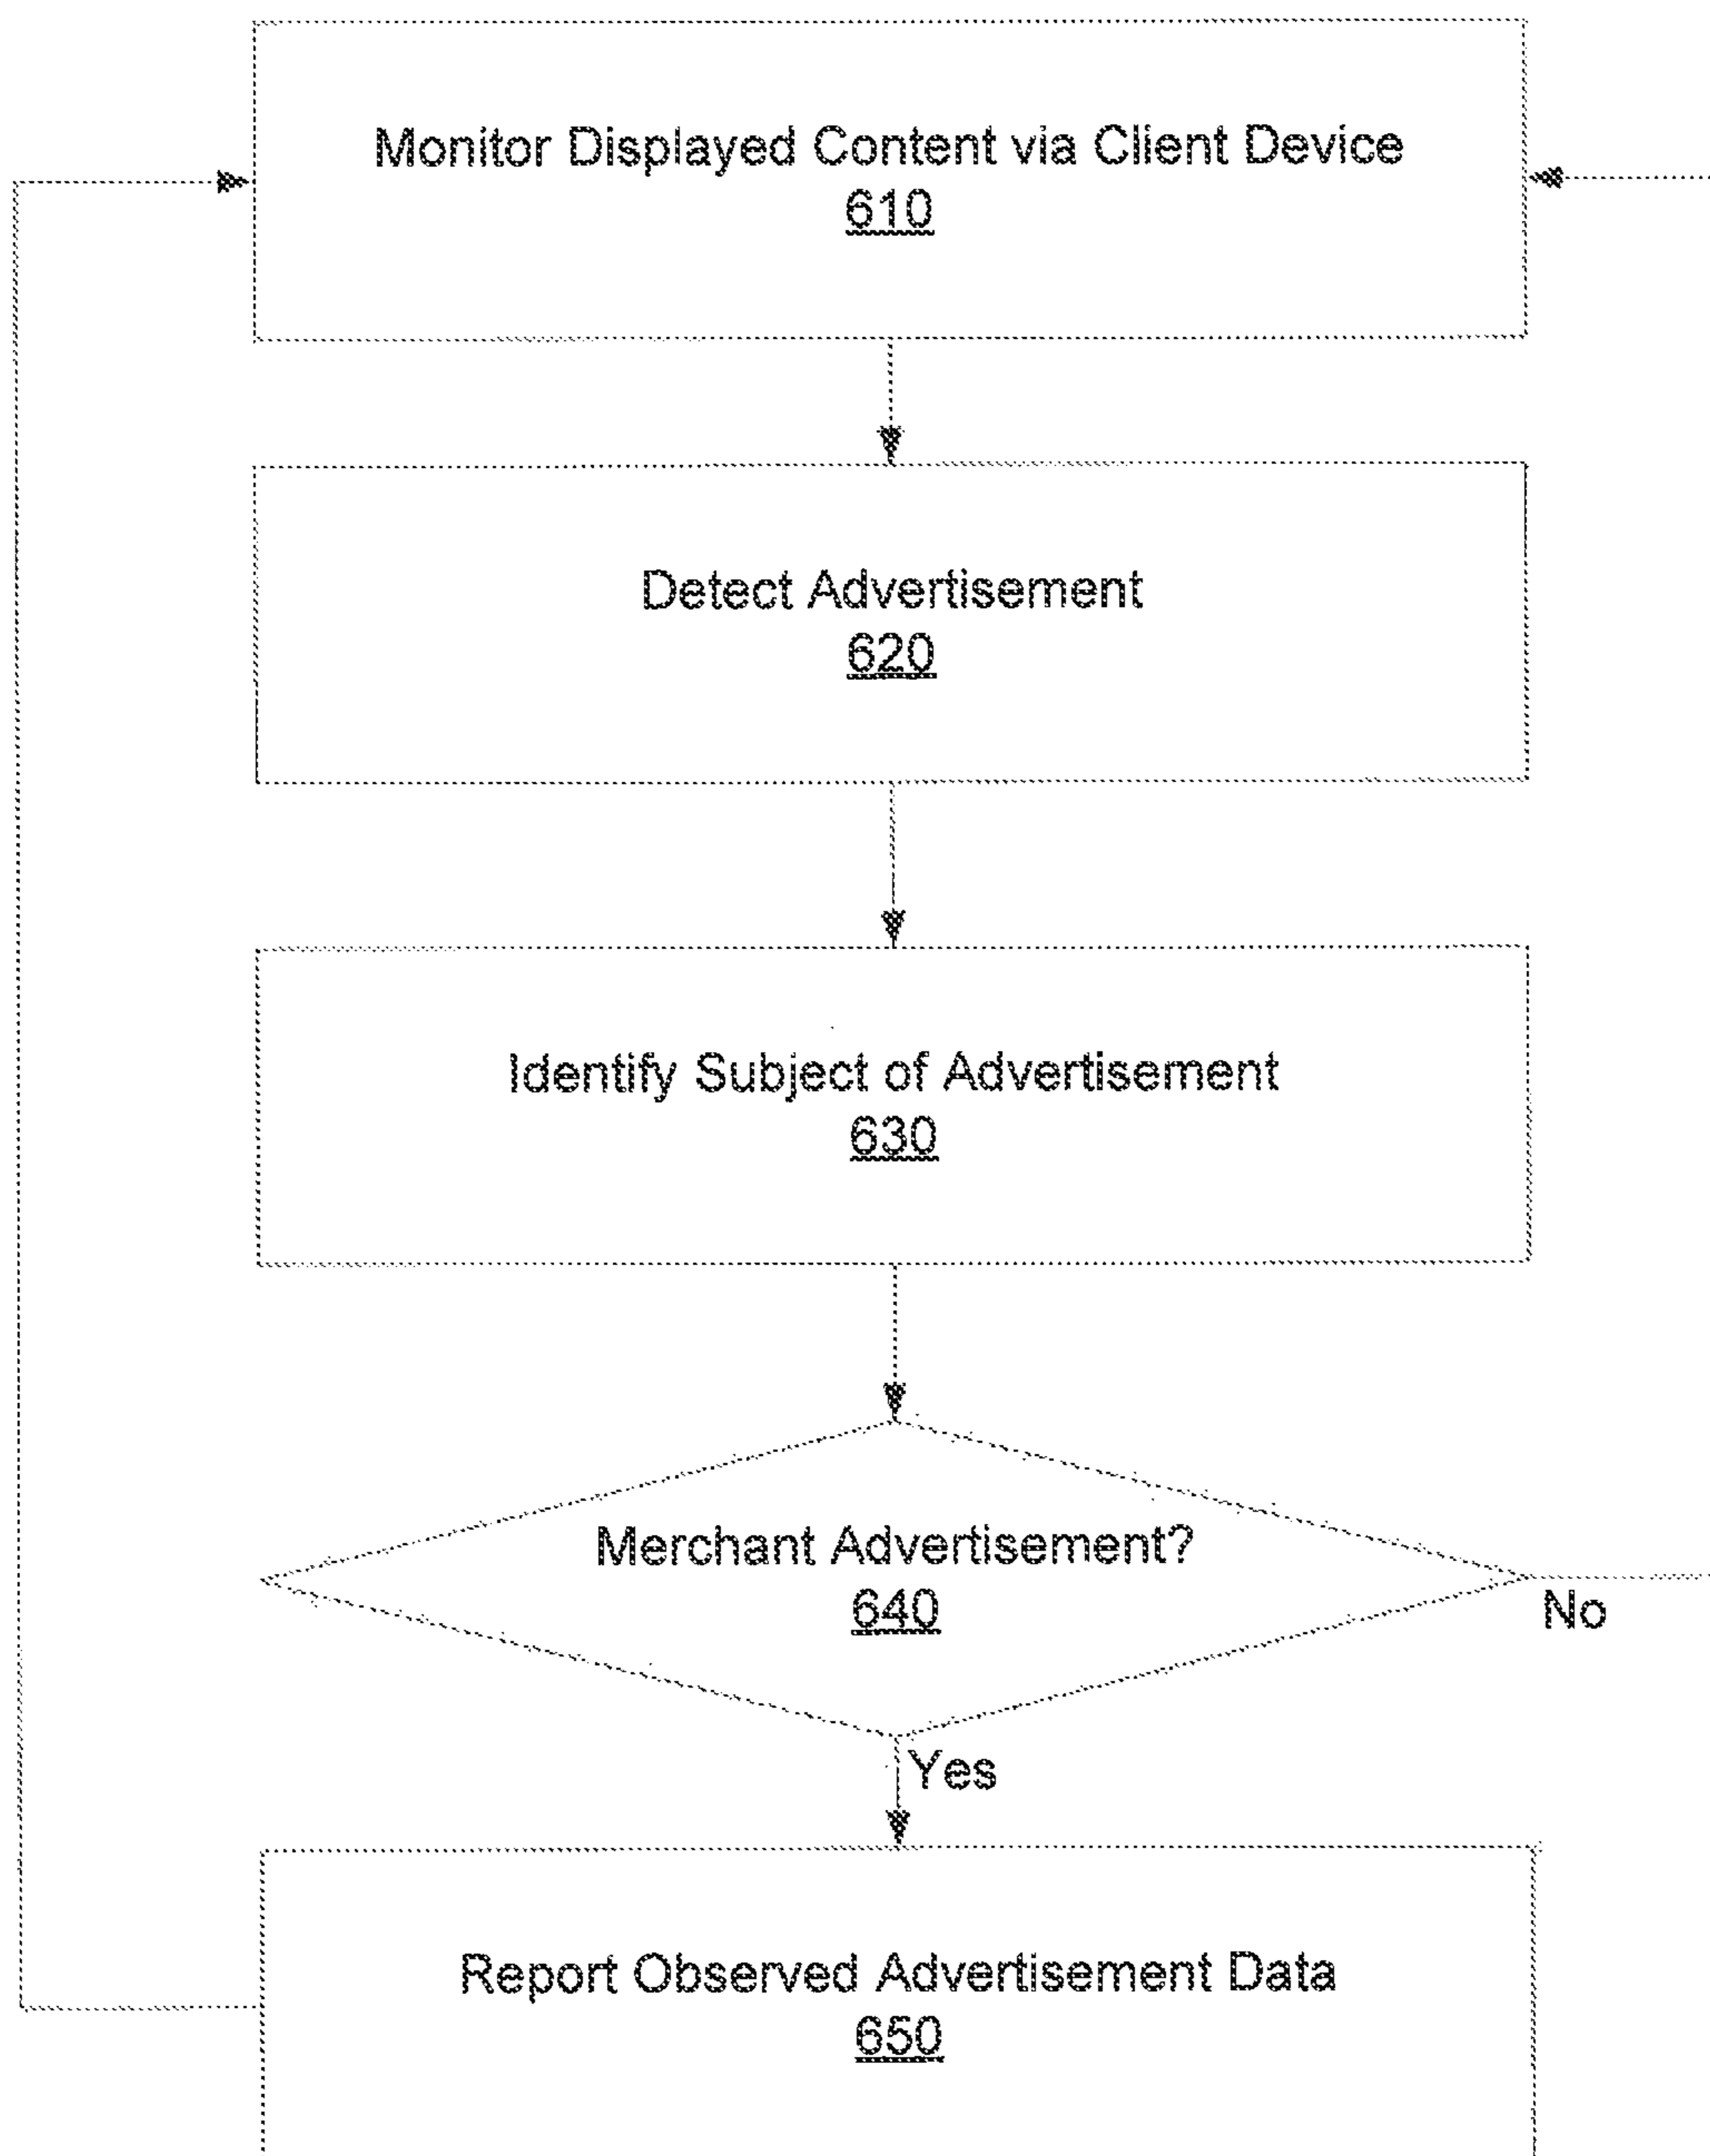 Monitor Displayed Content via Client Device
610
Detect Advertisement
620
Identify Subject of Advertisement
630
Merchant Advertisement?
640
No
Yes
Report Observed Advertisement Data
650